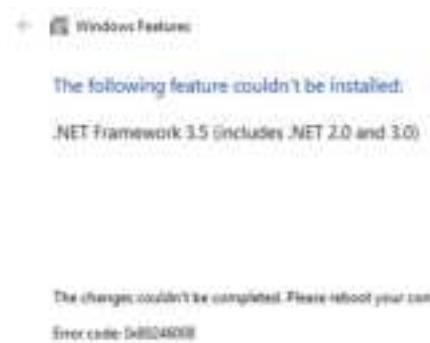 Windows Features
The following feature couldn't be installed:
.NET Framework 3.5 (includes .NET 2.0 and 3.0)
The changes couldn't be completed. Please reboot your com
Error code: